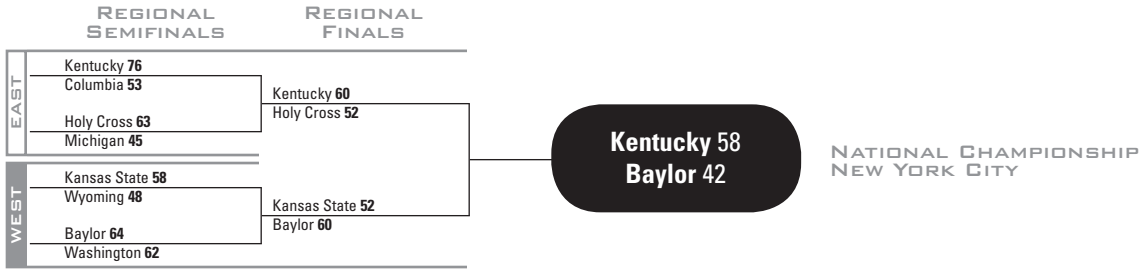 REGIONAL
SEMIFINALS
REGIONAL
FINALS
EAST
Kentucky 76
Columbia 53
Holy Cross 63
Michigan 45
Kentucky 60
Holy Cross 52
WEST
Kansas State 58
Wyoming 48
Baylor 64
Washington 62
Kansas State 52
Baylor 60
Kentucky 58
Baylor 42
NATIONAL CHAMPIONSHIP
NEW YORK CITY